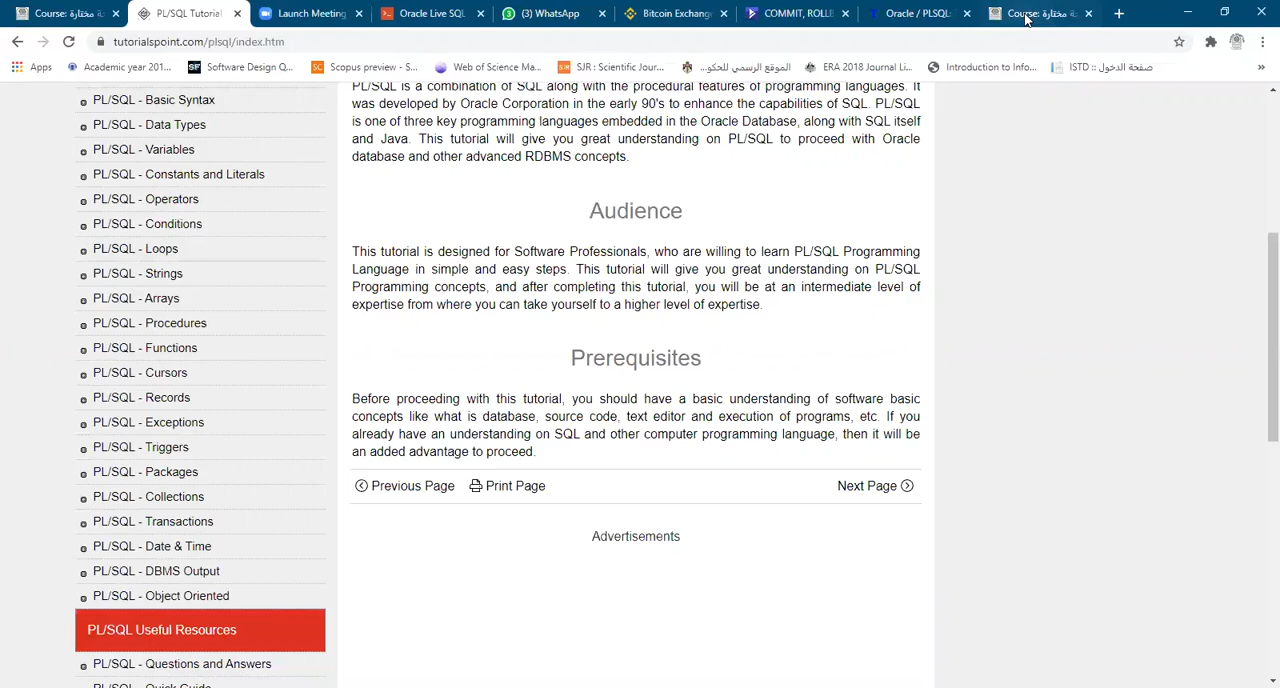 Course: ة مختارة
PL/SQL Tutorial
Launch Meeting
Oracle Live SQL
(3) WhatsApp
Bitcoin Exchang
COMMIT, ROLLB
Oracle / PLSQL:
Course: ة مختارة
tutorialspoint.com/plsql/index.htm
Apps
Academic year 201...
Software Design Q...
Scopus preview - S...
Web of Science Ma...
SJR : Scientific Jour...
الموقع الرسمي للحكو...
ERA 2018 Journal Li...
Introduction to Info...
صفحة الدخول :: ISTD
»
PL/SQL - Basic Syntax
PL/SQL - Data Types
PL/SQL - Variables
PL/SQL - Constants and Literals
PL/SQL - Operators
PL/SQL - Conditions
PL/SQL - Loops
PL/SQL - Strings
PL/SQL - Arrays
PL/SQL - Procedures
PL/SQL - Functions
PL/SQL - Cursors
PL/SQL - Records
PL/SQL - Exceptions
PL/SQL - Triggers
PL/SQL - Packages
PL/SQL - Collections
PL/SQL - Transactions
PL/SQL - Date & Time
PL/SQL - DBMS Output
PL/SQL - Object Oriented
PL/SQL Useful Resources
PL/SQL - Questions and Answers
PL/SQL - Quick Guide
PL/SQL is a combination of SQL along with the procedural features of programming languages. It
was developed by Oracle Corporation in the early 90's to enhance the capabilities of SQL. PL/SQL
is one of three key programming languages embedded in the Oracle Database, along with SQL itself
and Java. This tutorial will give you great understanding on PL/SQL to proceed with Oracle
database and other advanced RDBMS concepts.
Audience
This tutorial is designed for Software Professionals, who are willing to learn PL/SQL Programming
Language in simple and easy steps. This tutorial will give you great understanding on PL/SQL
Programming concepts, and after completing this tutorial, you will be at an intermediate level of
expertise from where you can take yourself to a higher level of expertise.
Prerequisites
Before proceeding with this tutorial, you should have a basic understanding of software basic
concepts like what is database, source code, text editor and execution of programs, etc. If you
already have an understanding on SQL and other computer programming language, then it will be
an added advantage to proceed.
Previous Page
Print Page
Next Page
Advertisements